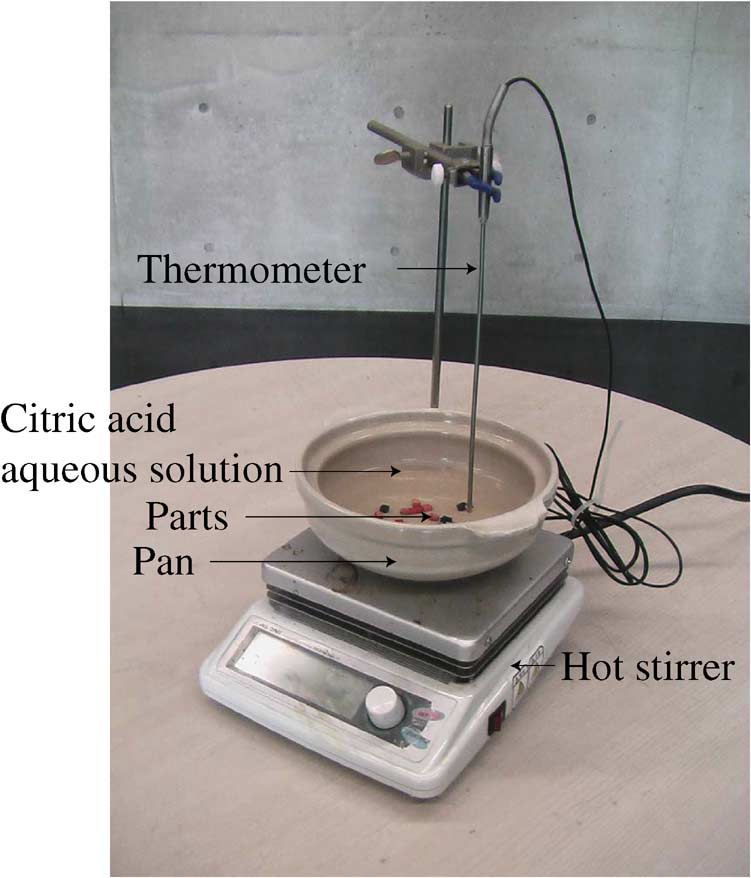 Thermometer
Citric acid
aqueous solution
Parts
Pan
Hot stirrer